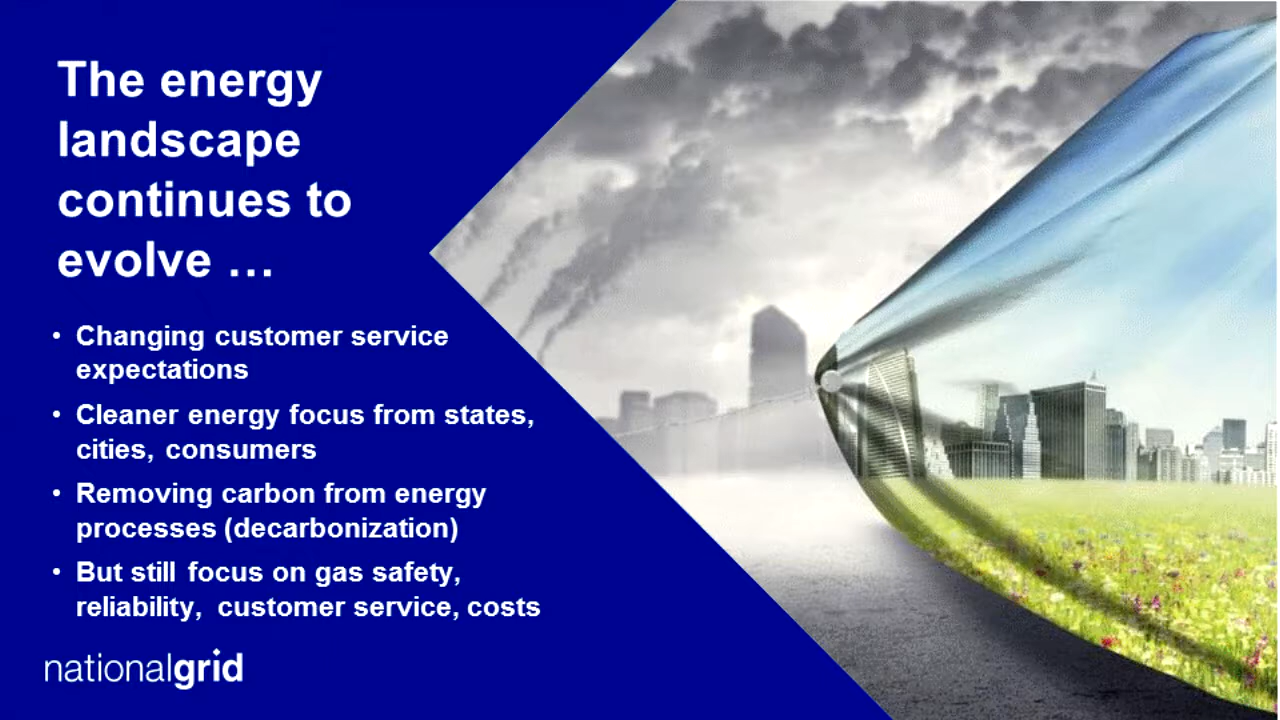 The energy
landscape
continues to
evolve …
• Changing customer service
expectations
• Cleaner energy focus from states,
cities, consumers
• Removing carbon from energy
processes (decarbonization)
• But still focus on gas safety,
reliability, customer service, costs
nationalgrid